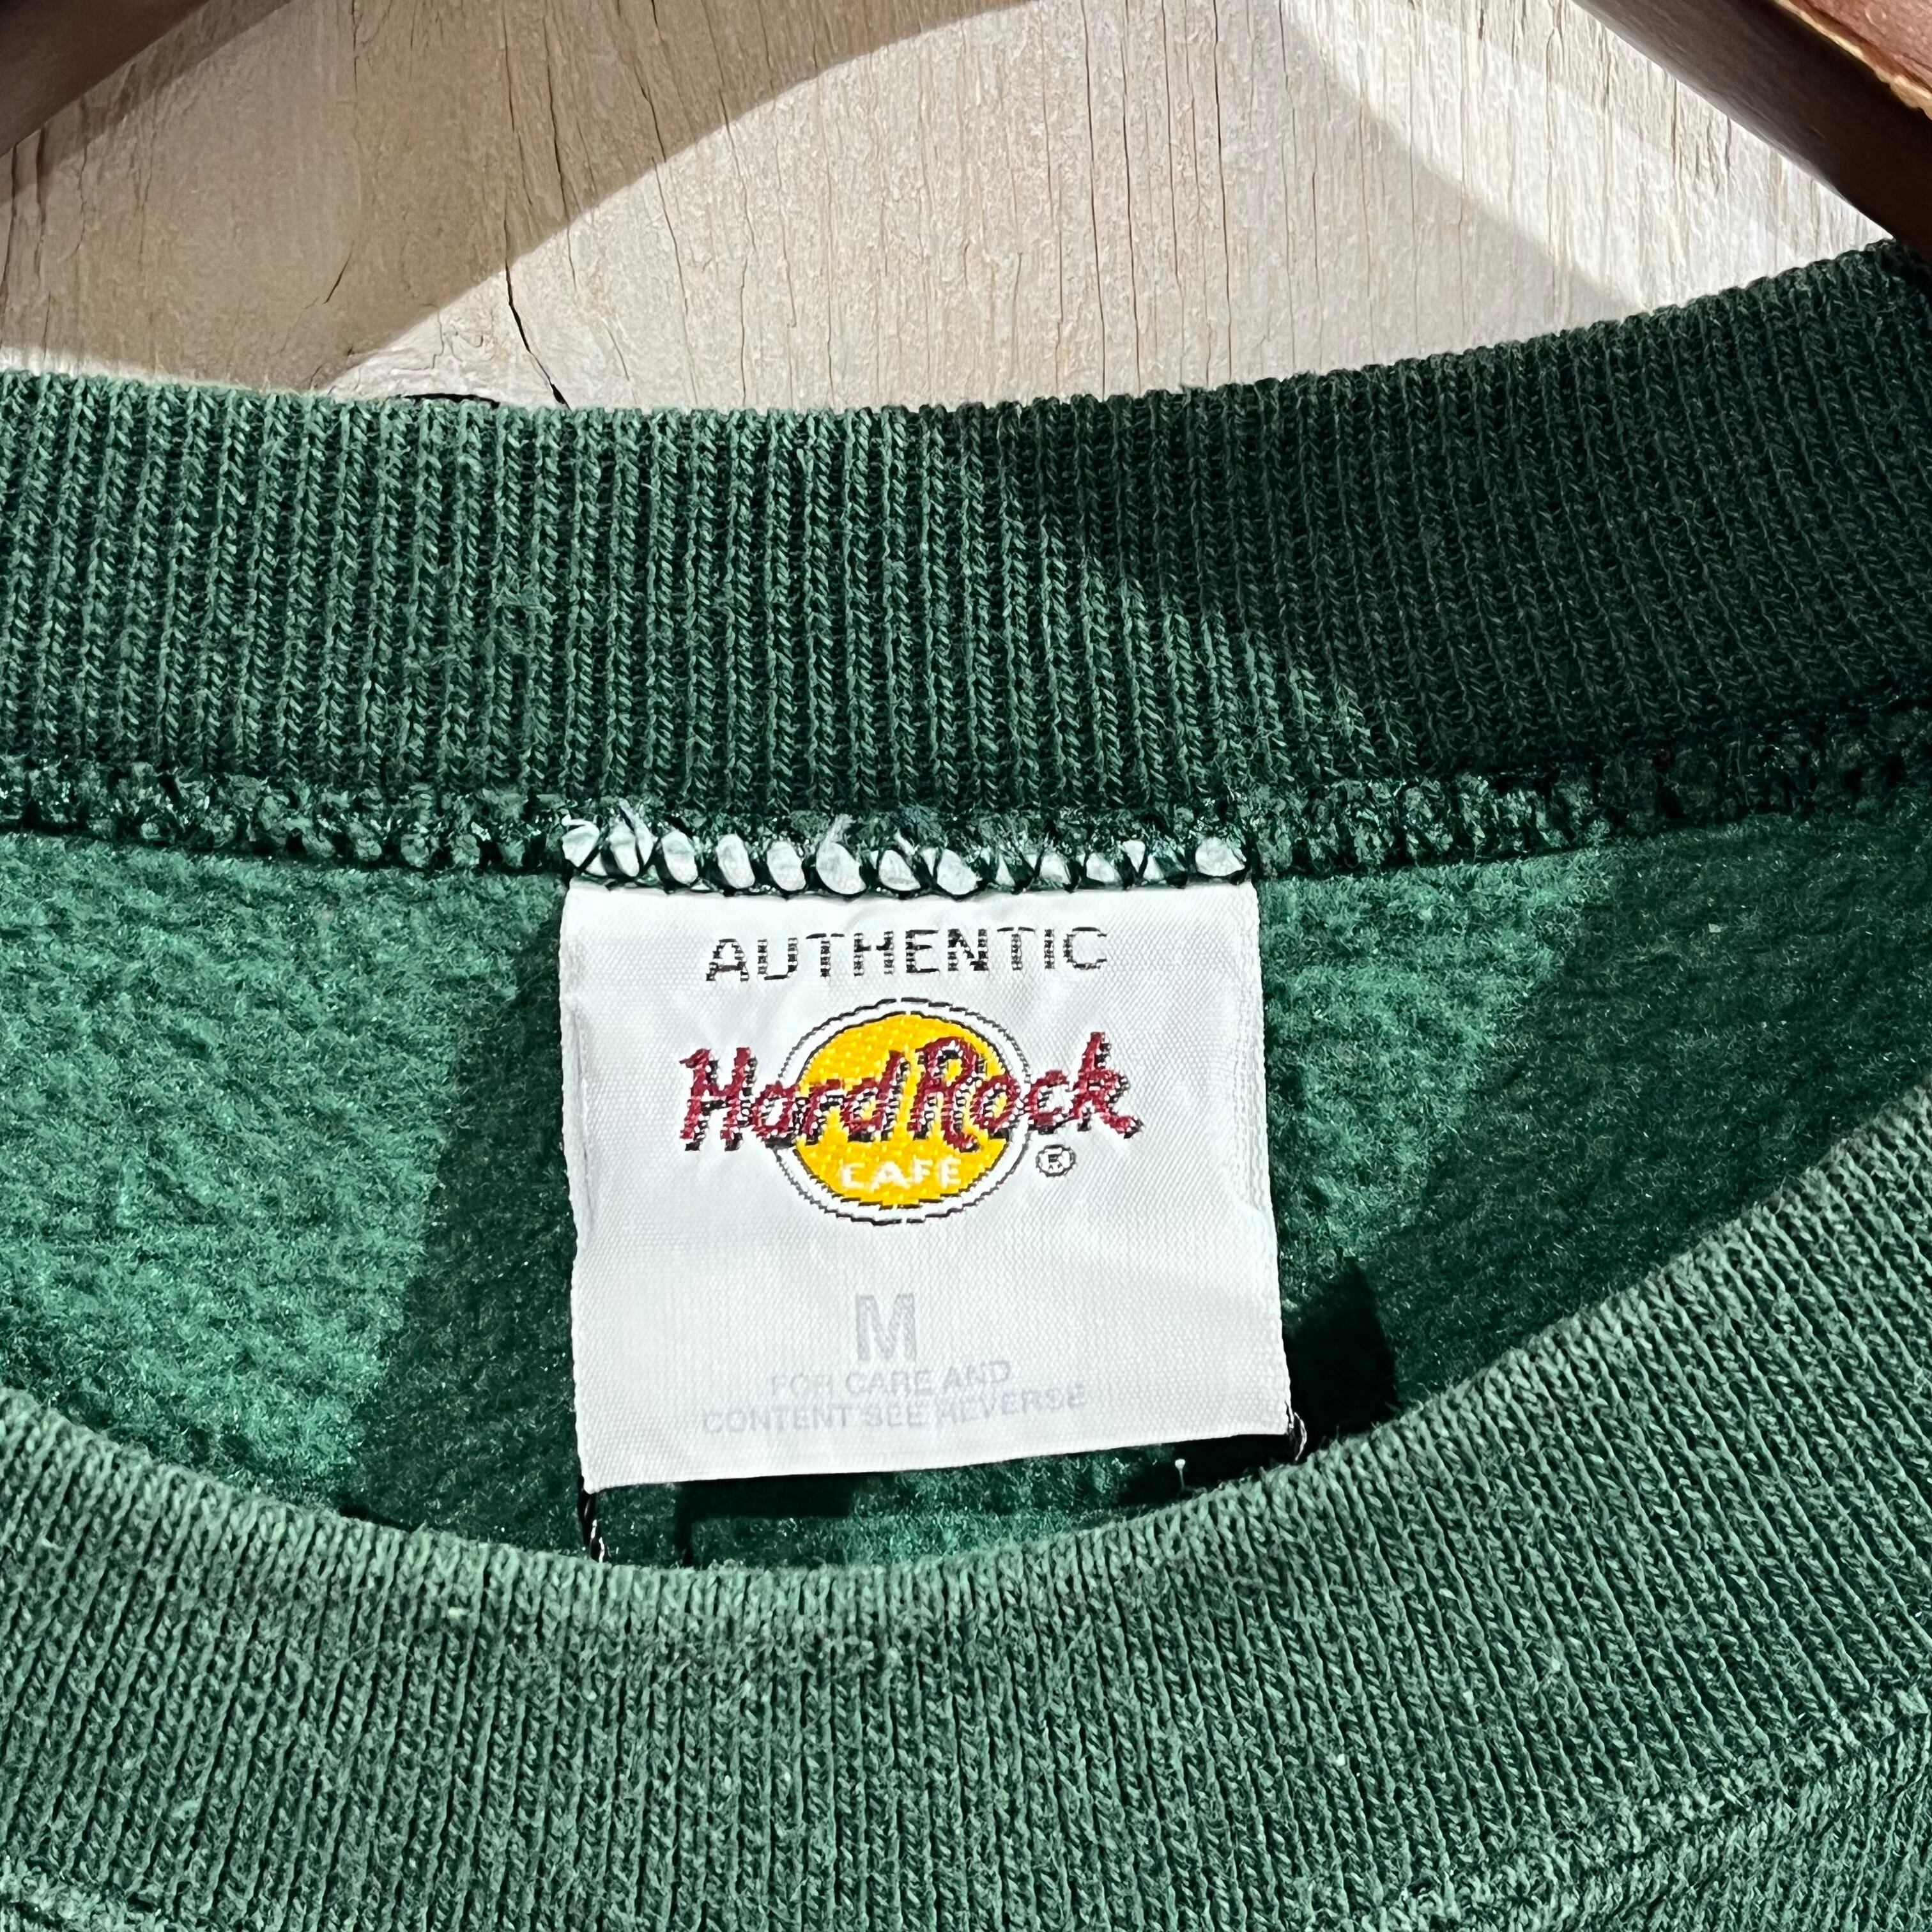 AUTHENTIC
Hard Rock
CAFE ®
M
FOR CARE AND
CONTENT SEE REVERSE